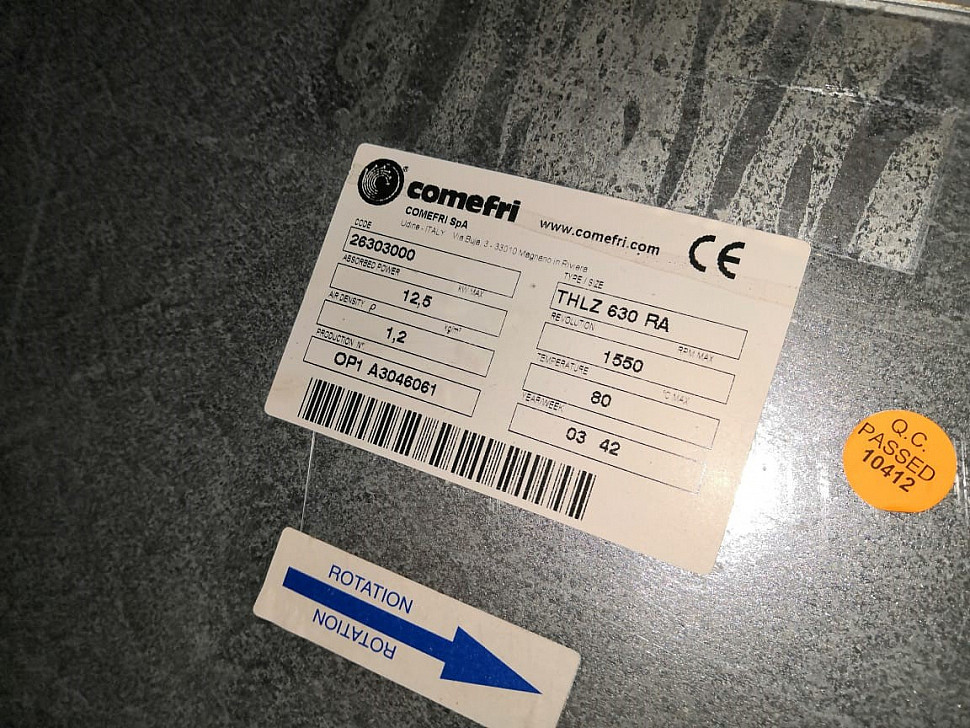 comefri
COMEFRI SpA
www.comefri.com
Udine - ITALY Via Buja, 3 - 33010 Magnano in Riviera
CE
CODE
26303000
TYPE / SIZE
THLZ 630 RA
ABSORBED POWER
12,5
kW MAX
REVOLUTION
1550
RPM MAX
AIR DENSITY ρ
1,2
kg/m³
TEMPERATURE
80
°C MAX
PRODUCTION N°
OP1 A3046061
YEAR/WEEK
03 42
Q.C.
PASSED
10412
ROTATION
ROTATION